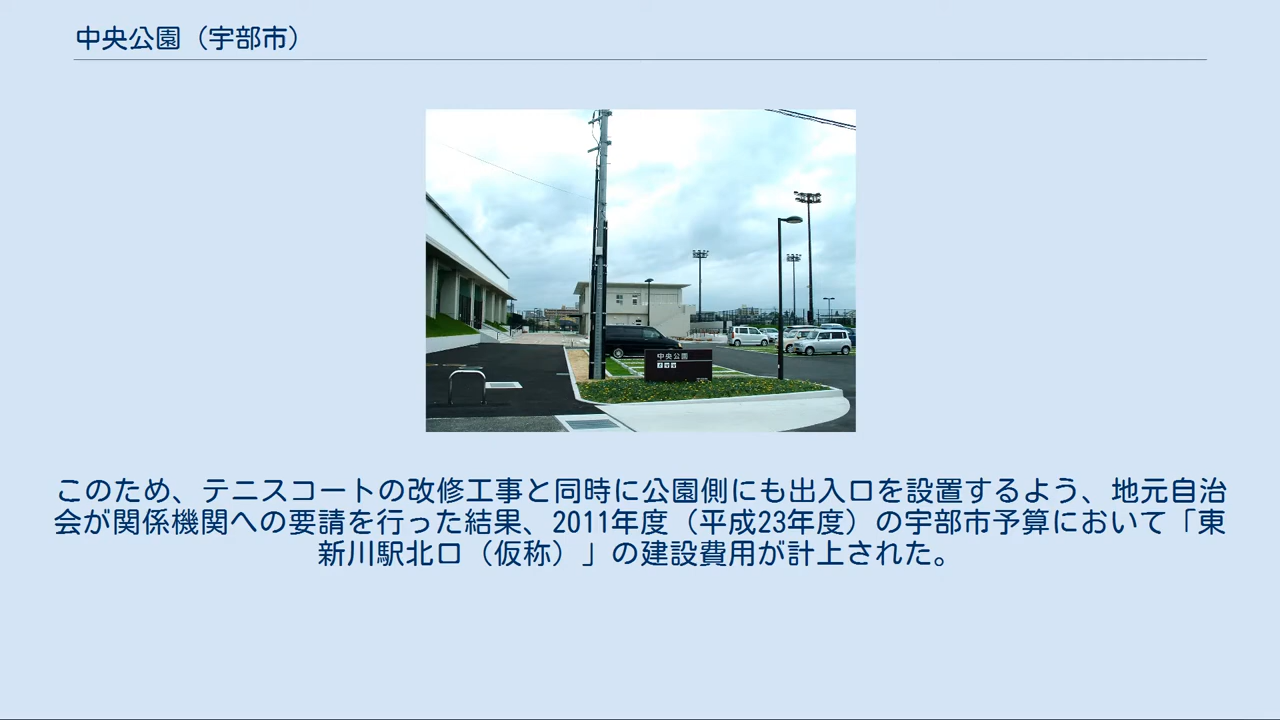 中央公園（宇部市）
中央公園
このため、テニスコートの改修工事と同時に公園側にも出入口を設置するよう、地元自治
会が関係機関への要請を行った結果、2011年度（平成23年度）の宇部市予算において「東
新川駅北口（仮称）」の建設費用が計上された。